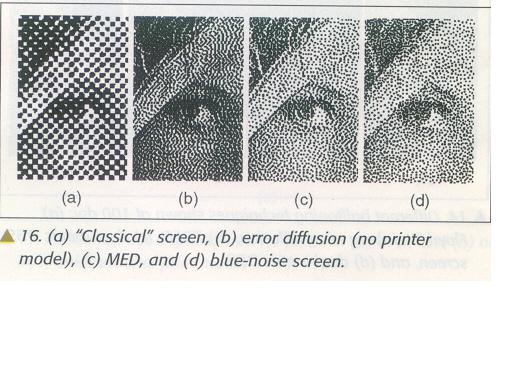 (a) (b) (c) (d)
16. (a) “Classical” screen, (b) error diffusion (no printer
model), (c) MED, and (d) blue-noise screen.